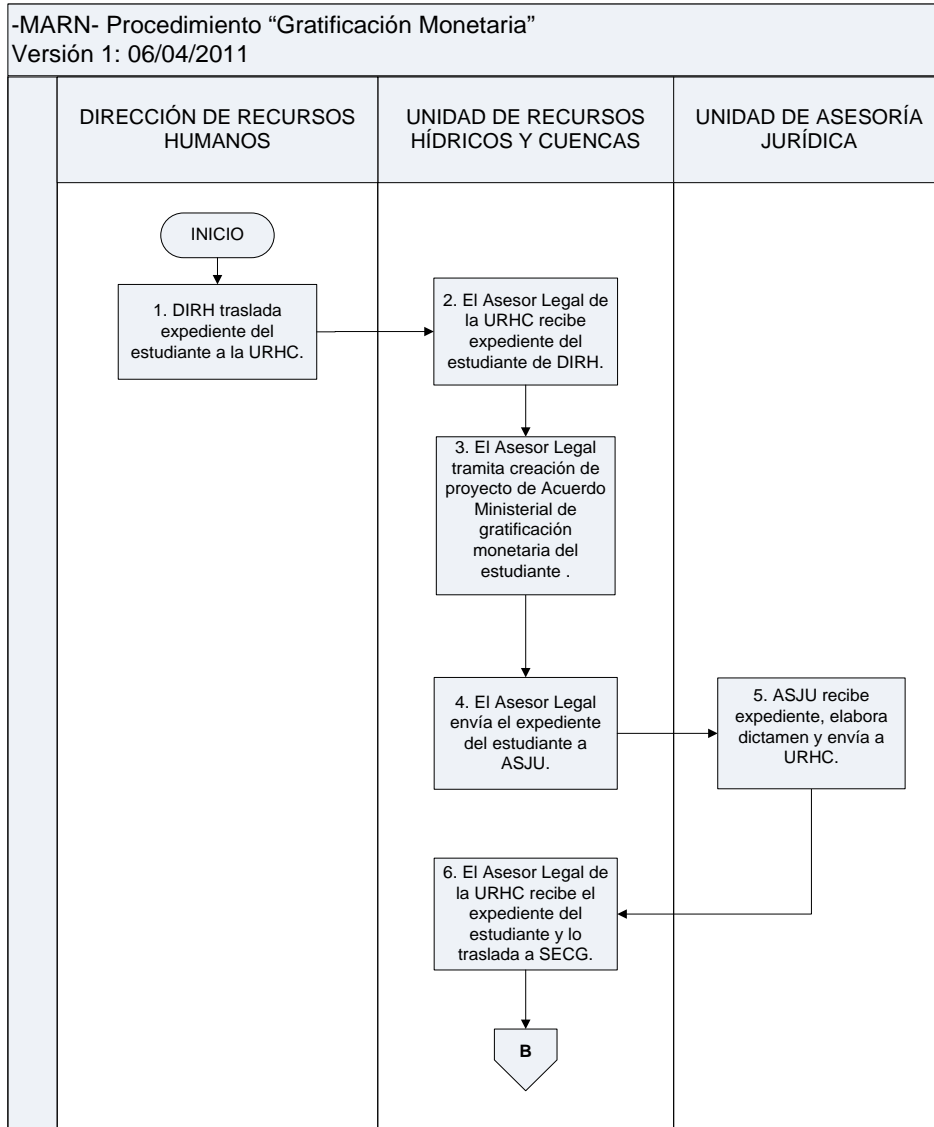 -MARN- Procedimiento “Gratificación Monetaria”
Versión 1: 06/04/2011
DIRECCIÓN DE RECURSOS
HUMANOS
UNIDAD DE RECURSOS
HÍDRICOS Y CUENCAS
UNIDAD DE ASESORÍA
JURÍDICA
INICIO
1. DIRH traslada
expediente del
estudiante a la URHC.
2. El Asesor Legal de
la URHC recibe
expediente del
estudiante de DIRH.
3. El Asesor Legal
tramita creación de
proyecto de Acuerdo
Ministerial de
gratificación
monetaria del
estudiante .
4. El Asesor Legal
envía el expediente
del estudiante a
ASJU.
5. ASJU recibe
expediente, elabora
dictamen y envía a
URHC.
6. El Asesor Legal de
la URHC recibe el
expediente del
estudiante y lo
traslada a SECG.
B